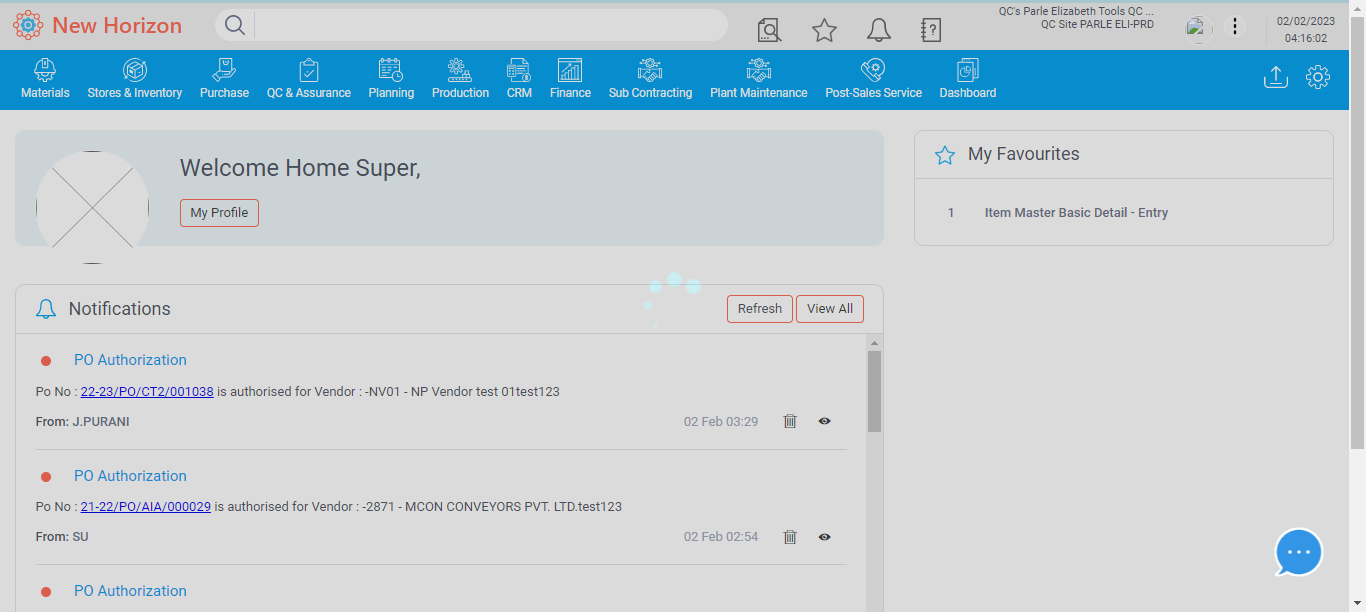 New Horizon
QC's Parle Elizabeth Tools QC ...
QC Site PARLE ELI-PRD
02/02/2023
04:16:02
Materials
Stores & Inventory
Purchase
QC & Assurance
Planning
Production
CRM
Finance
Sub Contracting
Plant Maintenance
Post-Sales Service
Dashboard
Welcome Home Super,
My Profile
My Favourites
1 Item Master Basic Detail - Entry
Notifications
Refresh
View All
PO Authorization
Po No : 22-23/PO/CT2/001038 is authorised for Vendor : -NV01 - NP Vendor test 01test123
From: J.PURANI
02 Feb 03:29
PO Authorization
Po No : 21-22/PO/AIA/000029 is authorised for Vendor : -2871 - MCON CONVEYORS PVT. LTD.test123
From: SU
02 Feb 02:54
PO Authorization